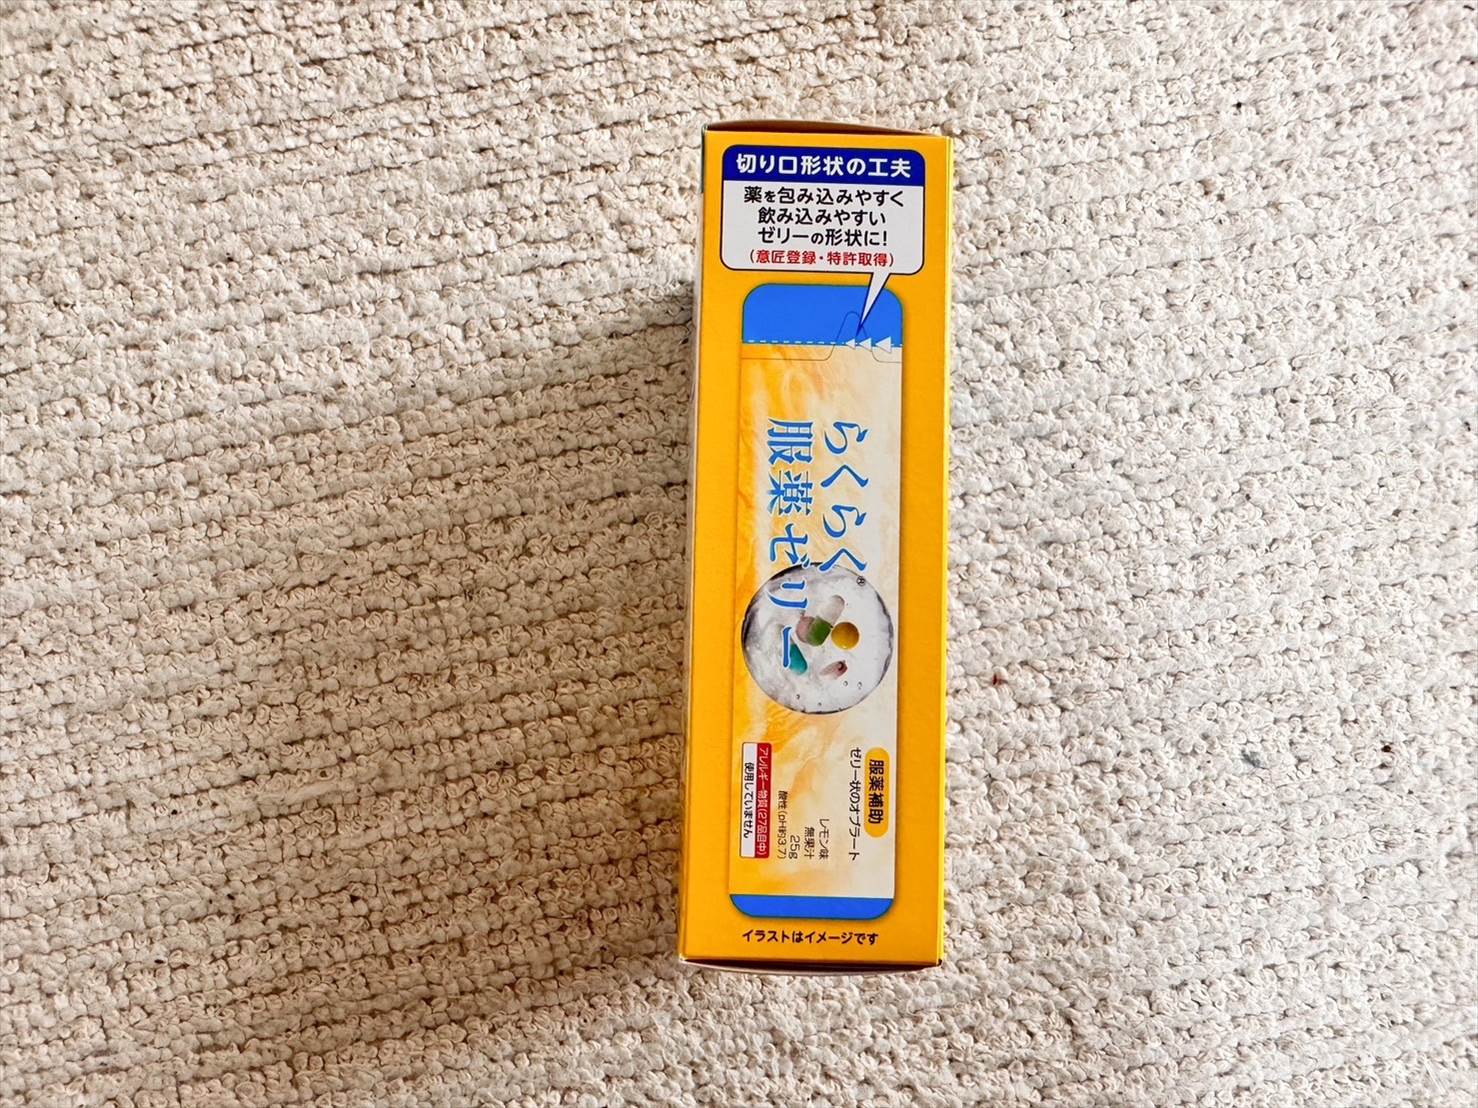 切り口形状の工夫
薬を包み込みやすく
飲み込みやすい
ゼリーの形状に!
(意匠登録・特許取得)
らくらく®
服薬ゼリー
服薬補助
ゼリー状のオブラート
レモン味
無果汁
25g
酸性(pH約3.7)
アレルギー物質(27品目中)
使用していません
イラストはイメージです